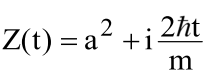 Z(t) = a² + i 2ħt/m